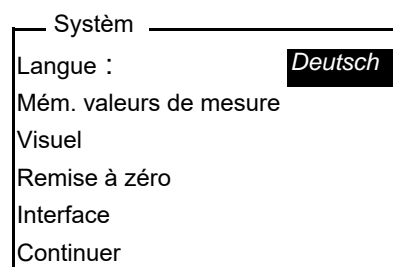 Systèm
Langue : Deutsch
Mém. valeurs de mesure
Visuel
Remise à zéro
Interface
Continuer